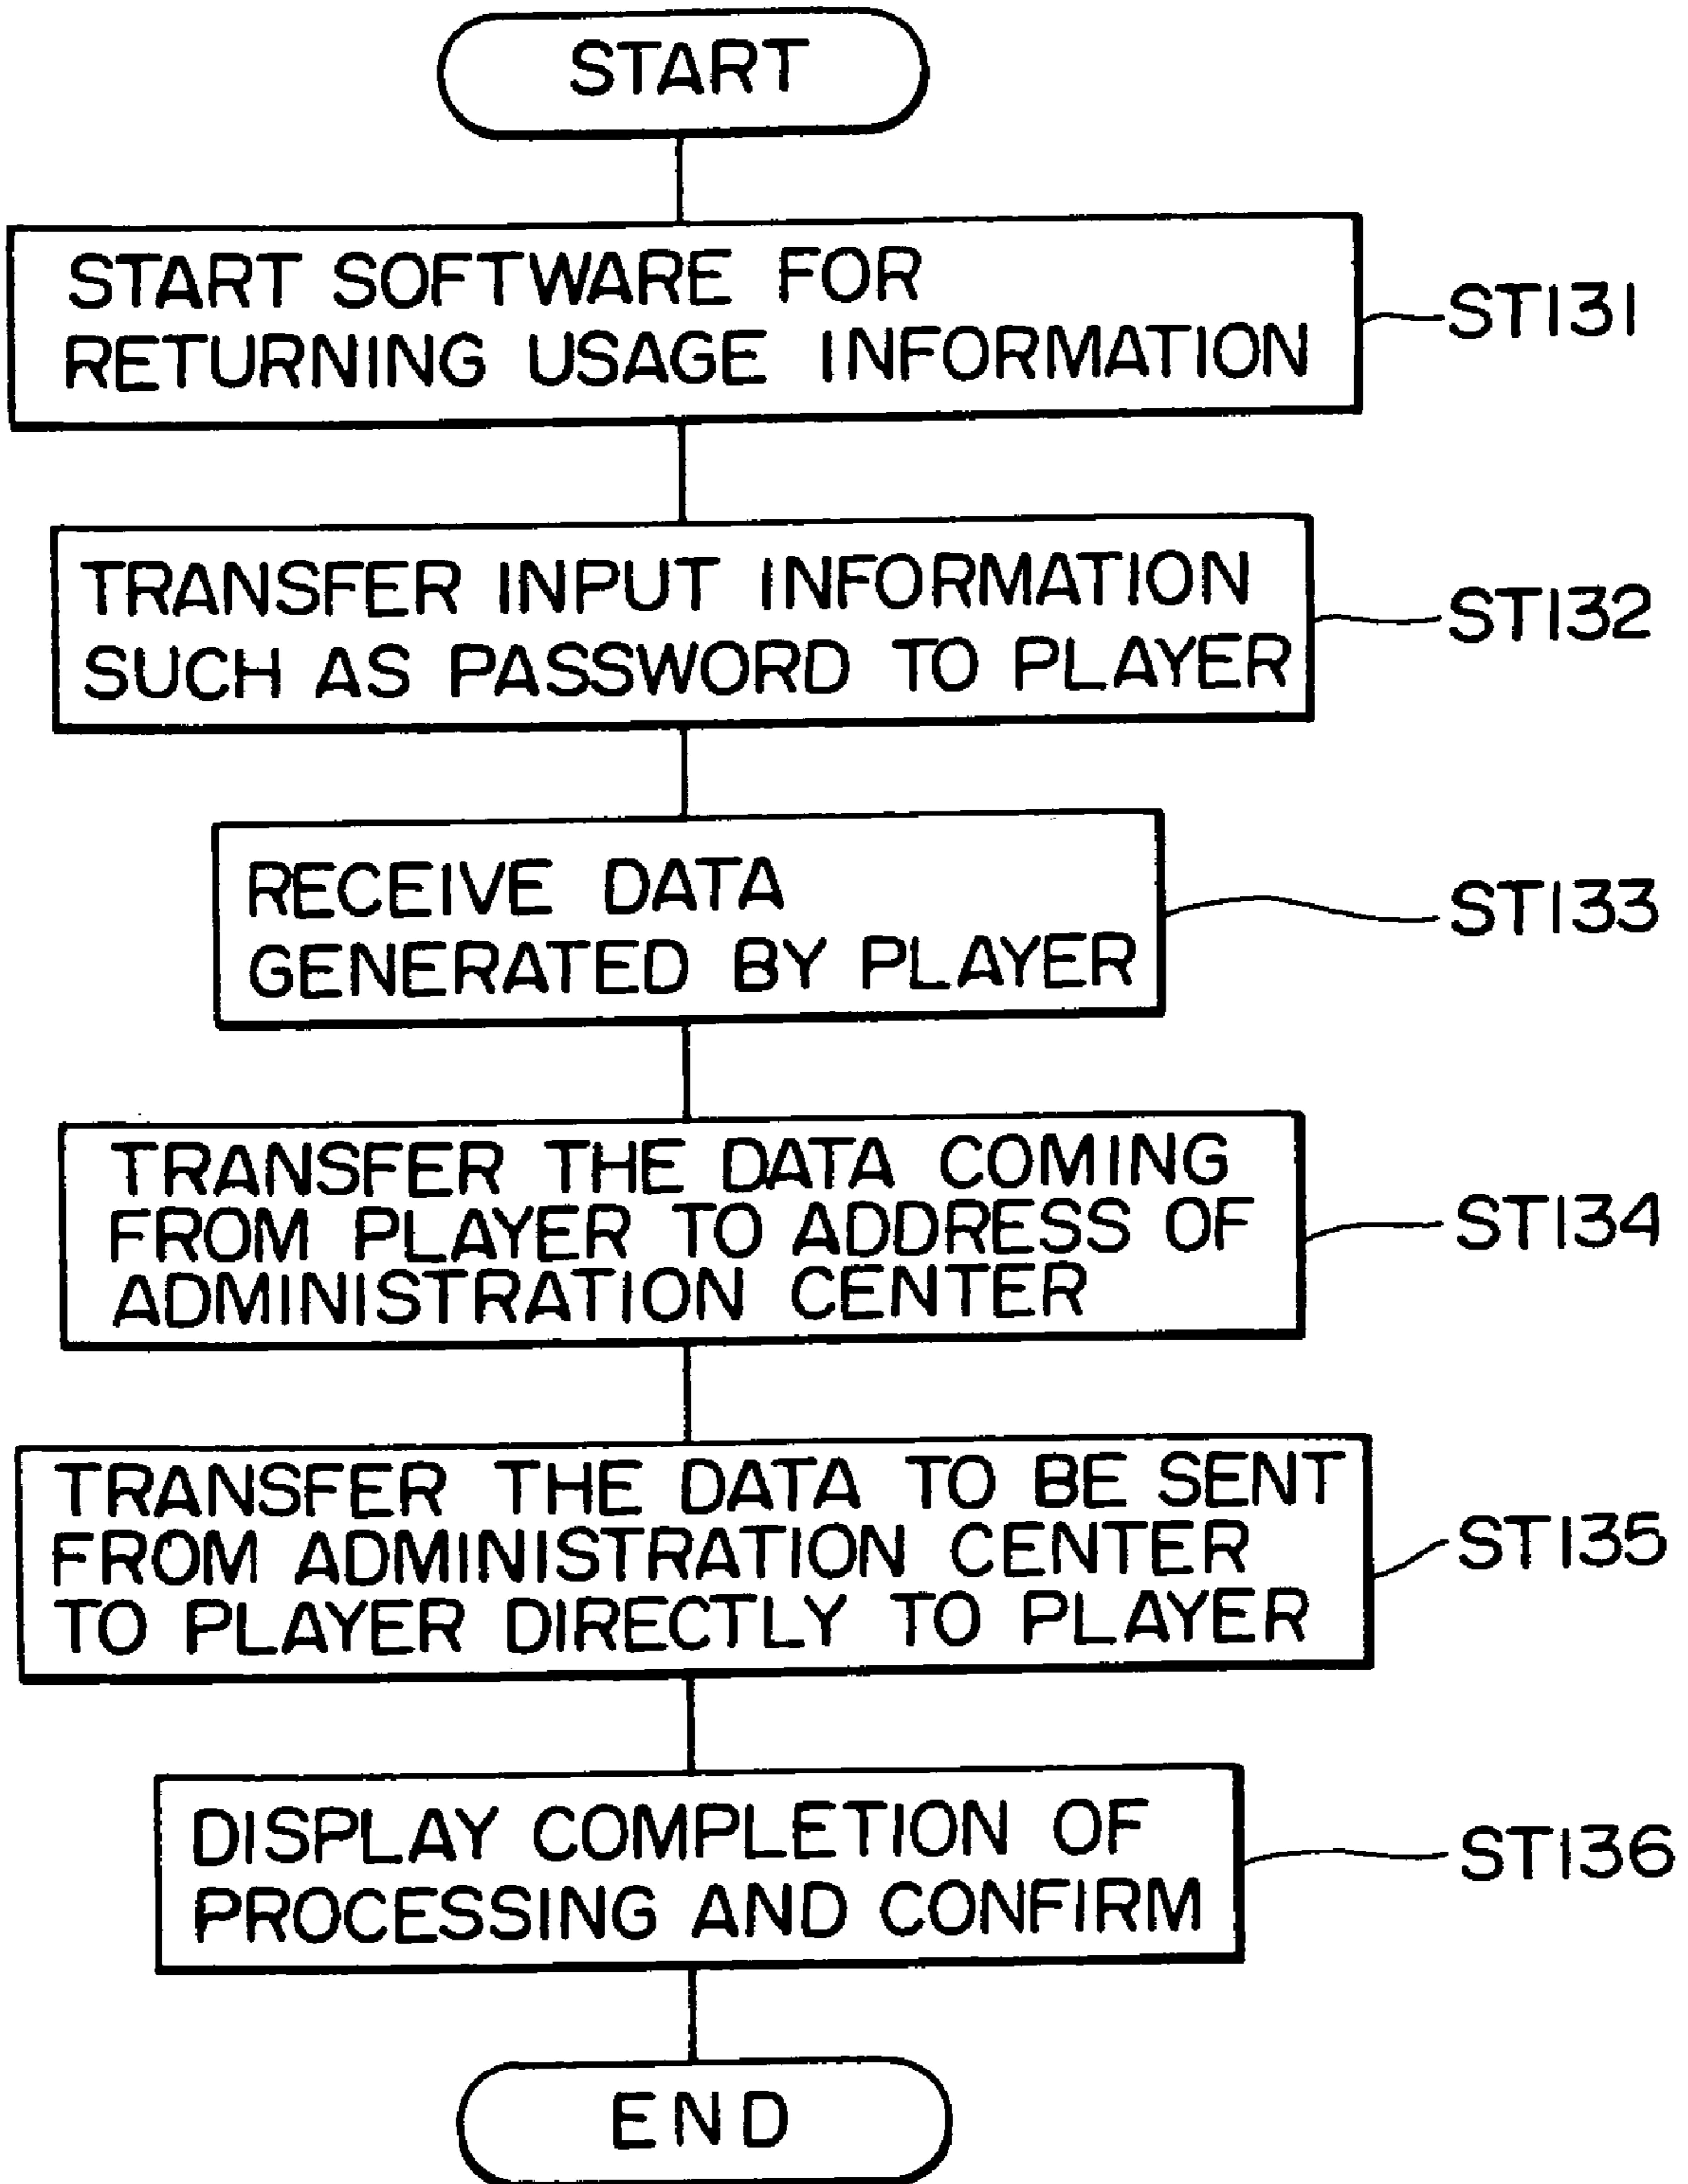 START
START SOFTWARE FOR
RETURNING USAGE INFORMATION
ST131
TRANSFER INPUT INFORMATION
SUCH AS PASSWORD TO PLAYER
ST132
RECEIVE DATA
GENERATED BY PLAYER
ST133
TRANSFER THE DATA COMING
FROM PLAYER TO ADDRESS OF
ADMINISTRATION CENTER
ST134
TRANSFER THE DATA TO BE SENT
FROM ADMINISTRATION CENTER
TO PLAYER DIRECTLY TO PLAYER
ST135
DISPLAY COMPLETION OF
PROCESSING AND CONFIRM
ST136
END